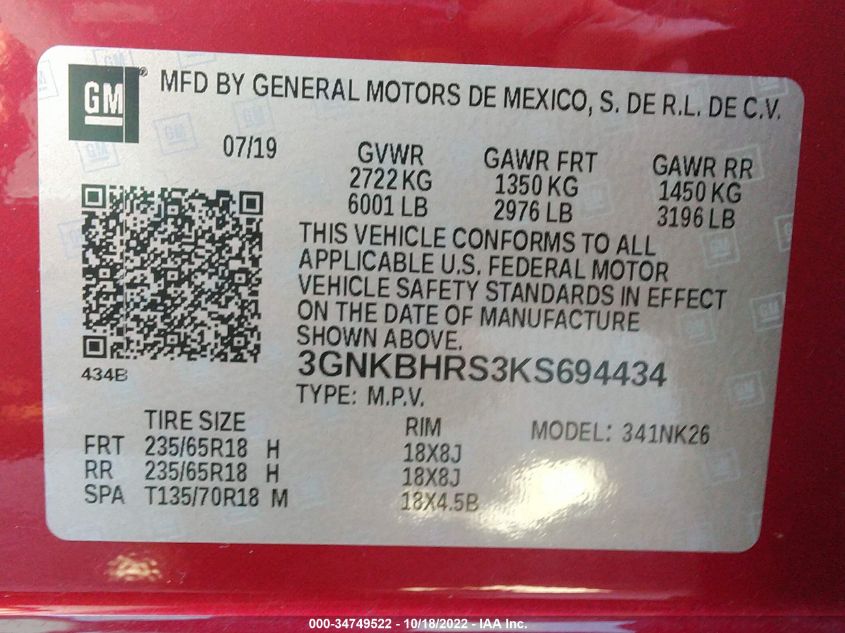 GM® MFD BY GENERAL MOTORS DE MEXICO, S. DE R.L. DE C.V.
07/19 GVWR GAWR FRT GAWR RR
2722 KG 1350 KG 1450 KG
6001 LB 2976 LB 3196 LB
THIS VEHICLE CONFORMS TO ALL
APPLICABLE U.S. FEDERAL MOTOR
VEHICLE SAFETY STANDARDS IN EFFECT
ON THE DATE OF MANUFACTURE
SHOWN ABOVE.
434B 3GNKBHRS3KS694434
TYPE: M.P.V.
TIRE SIZE RIM MODEL: 341NK26
FRT 235/65R18 H 18X8J
RR 235/65R18 H 18X8J
SPA T135/70R18 M 18X4.5B
000-34749522 - 10/18/2022 - IAA Inc.